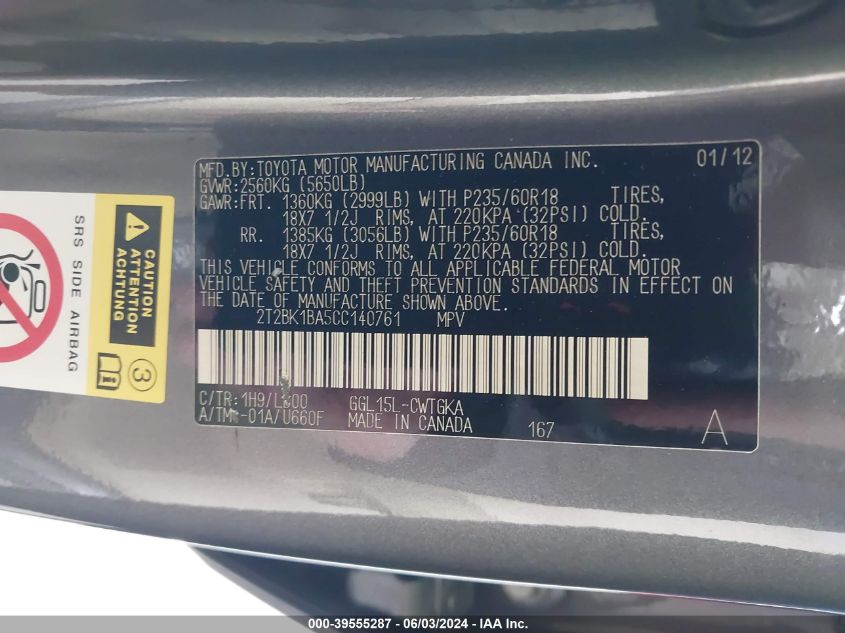 MFD.BY:TOYOTA MOTOR MANUFACTURING CANADA INC. 01/12
GVWR:2560KG (5650LB)
GAWR:FRT. 1360KG (2999LB) WITH P235/60R18 TIRES,
18X7 1/2J RIMS, AT 220KPA (32PSI) COLD.
RR. 1385KG (3056LB) WITH P235/60R18 TIRES,
18X7 1/2J RIMS, AT 220KPA (32PSI) COLD.
THIS VEHICLE CONFORMS TO ALL APPLICABLE FEDERAL MOTOR
VEHICLE SAFETY AND THEFT PREVENTION STANDARDS IN EFFECT ON
THE DATE OF MANUFACTURE SHOWN ABOVE.
2T2BK1BA5CC140761 MPV
C/TR:1H9/ GGL15L-CWTGKA
-01A/U660F MADE IN CANADA 167 A
SRS SIDE AIRBAG
CAUTION
ATTENTION
ACHTUNG
3
000-39555287 - 06/03/2024 - IAA Inc.